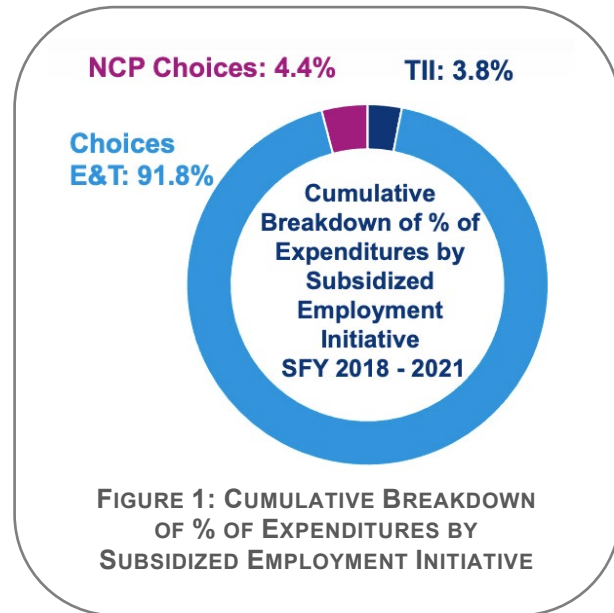 NCP Choices: 4.4%
TII: 3.8%
Choices
E&T: 91.8%
Cumulative
Breakdown of % of
Expenditures by
Subsidized
Employment
Initiative
SFY 2018 - 2021
FIGURE 1: CUMULATIVE BREAKDOWN
OF % OF EXPENDITURES BY
SUBSIDIZED EMPLOYMENT INITIATIVE